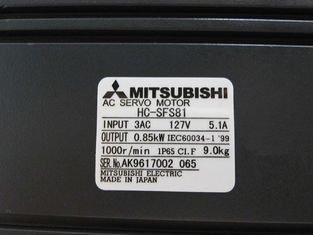 MITSUBISHI
AC SERVO MOTOR
HC-SFS81
INPUT 3AC 127V 5.1A
OUTPUT 0.85kW IEC60034-1 '99
1000r/min IP65 CI.F 9.0kg
SER.No.AK9617002 065
MITSUBISHI ELECTRIC
MADE IN JAPAN